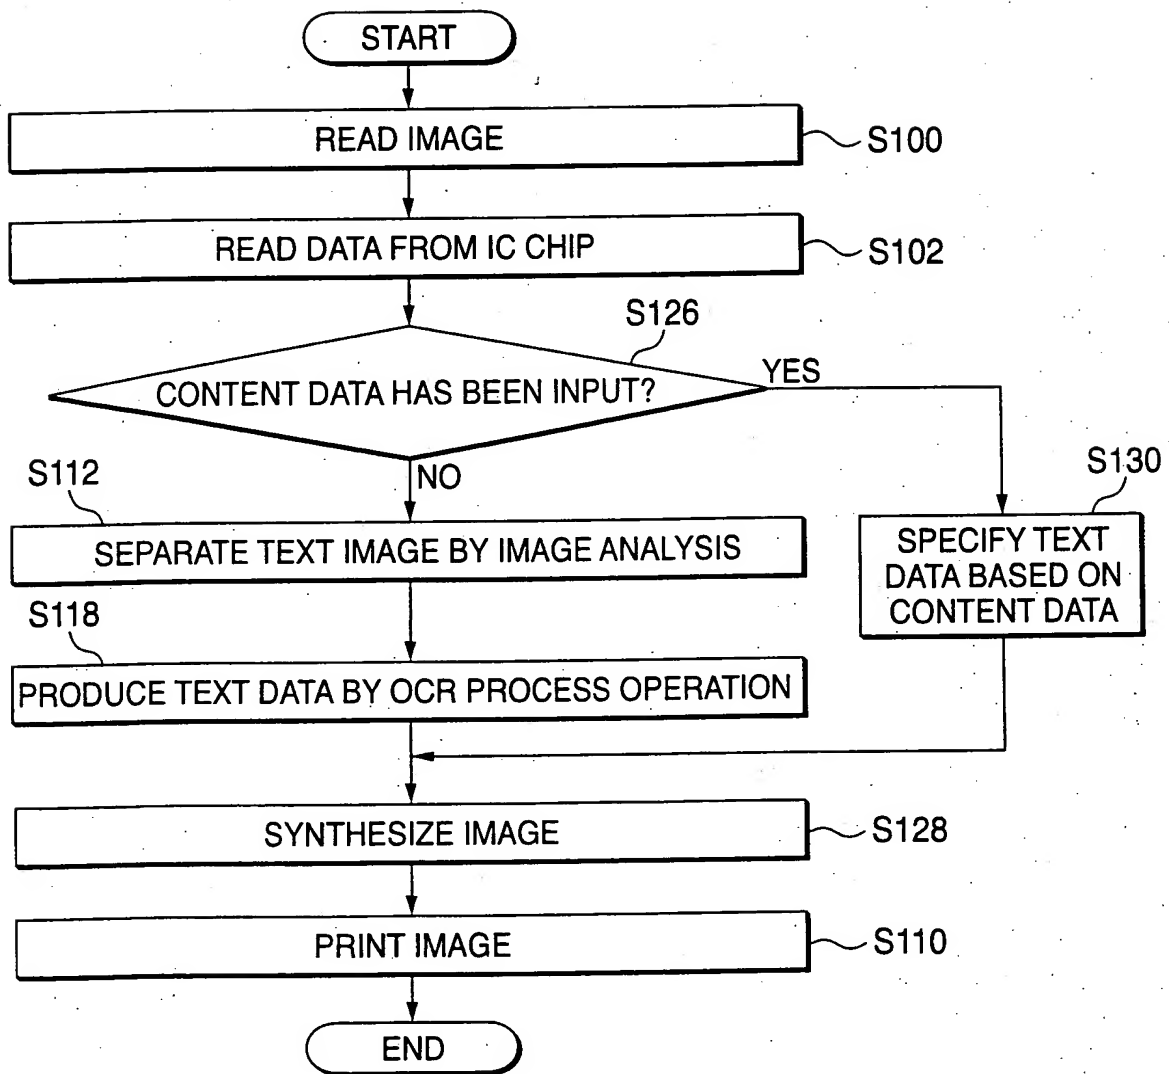 START
READ IMAGE
S100
READ DATA FROM IC CHIP
S102
S126
CONTENT DATA HAS BEEN INPUT?
YES
NO
S112
SEPARATE TEXT IMAGE BY IMAGE ANALYSIS
S130
SPECIFY TEXT
DATA BASED ON
CONTENT DATA
S118
PRODUCE TEXT DATA BY OCR PROCESS OPERATION
SYNTHESIZE IMAGE
S128
PRINT IMAGE
S110
END